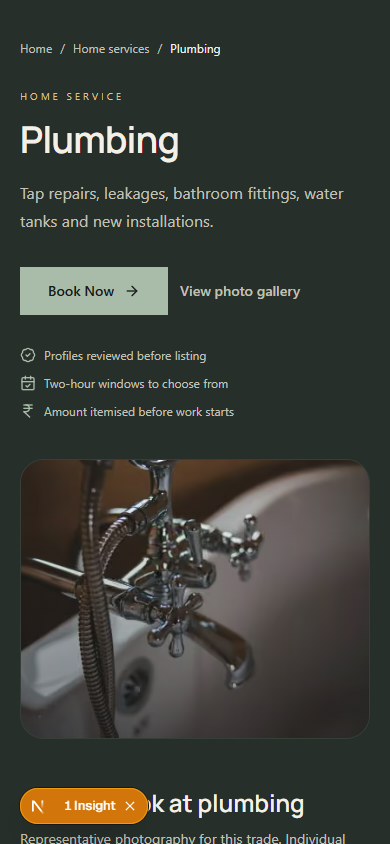 Home / Home services / Plumbing
HOME SERVICE
Plumbing
Tap repairs, leakages, bathroom fittings, water
tanks and new installations.
Book Now → View photo gallery
Profiles reviewed before listing
Two-hour windows to choose from
₹ Amount itemised before work starts
at plumbing
N 1 Insight ×
Representative photography for this trade. Individual